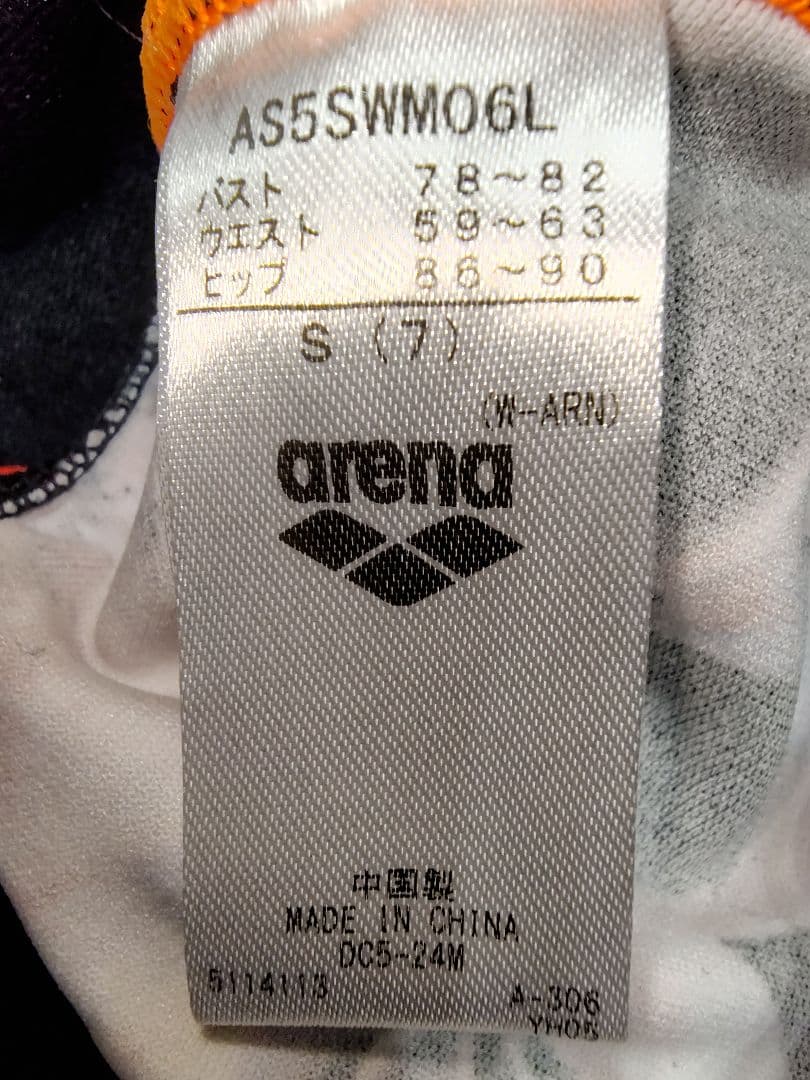 AS5SWM06L
バスト 78～82
ウエスト 59～63
ヒップ 86～90
S (7)
(W-ARN)
arena
中国製
MADE IN CHINA
DC5-24M
5114113 A-306
YH05